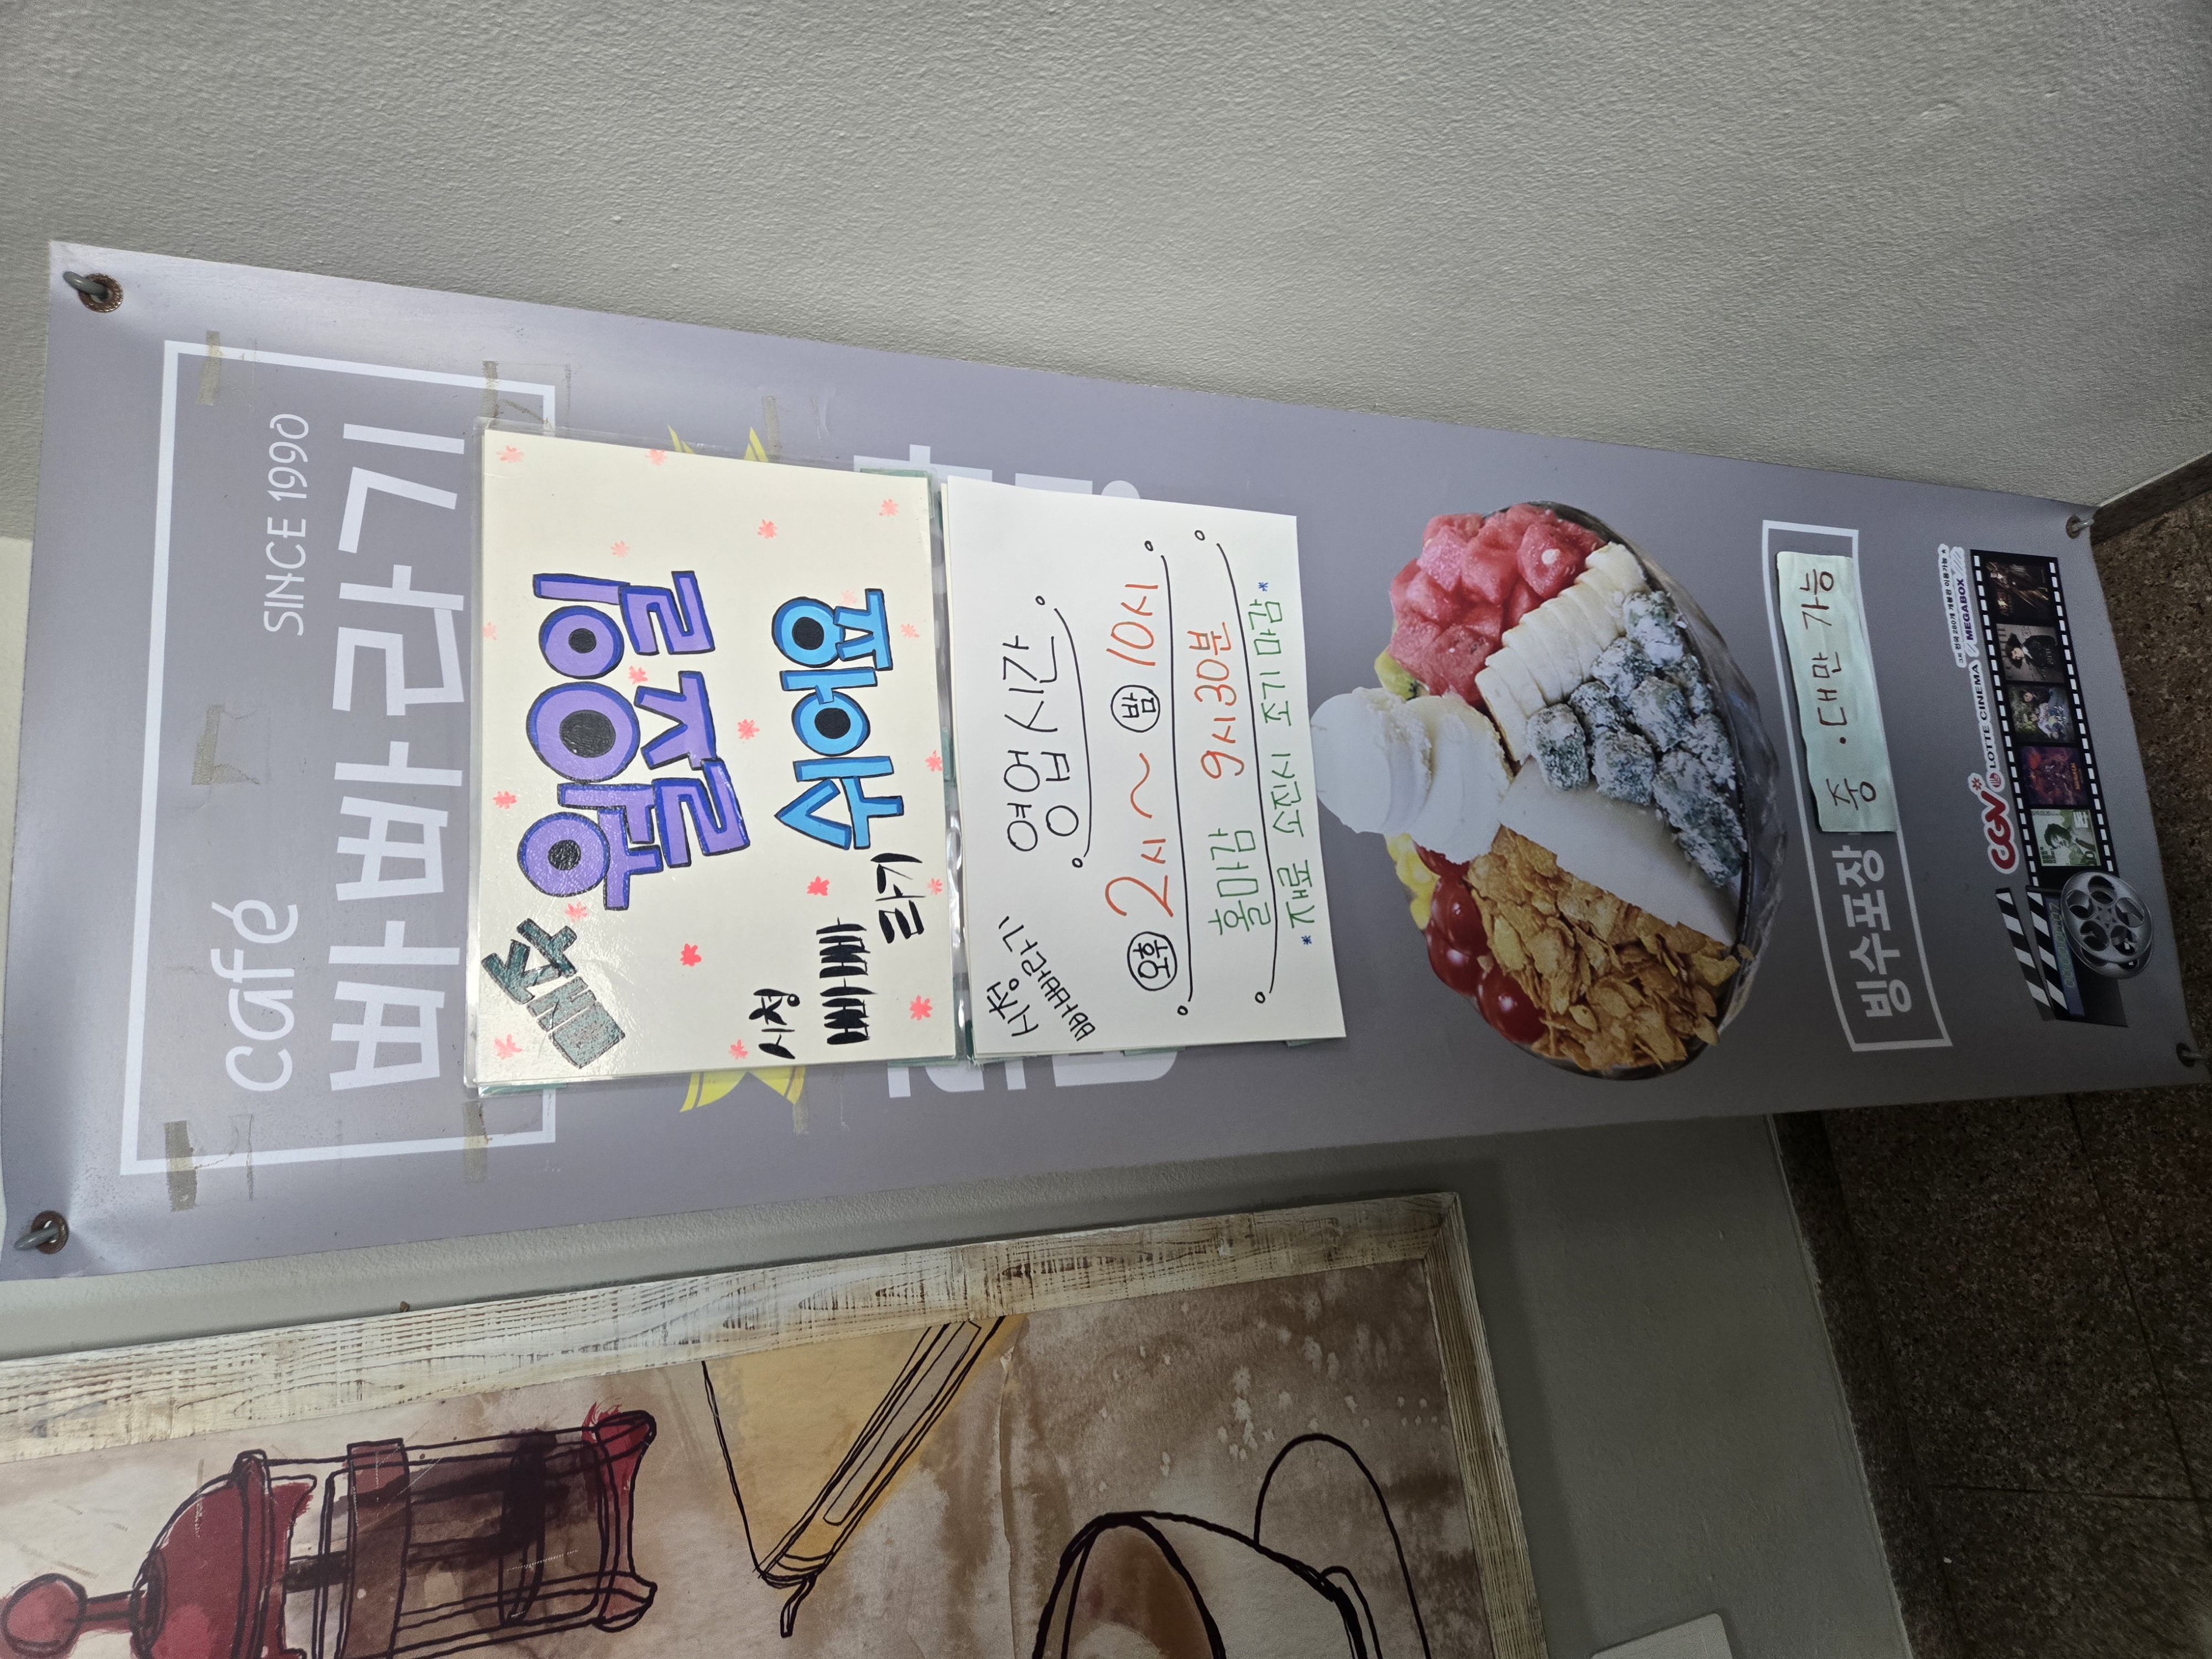 café SINCE 1990
빠빠라기
매주
월요일
일
쉬어요
시청
빠빠
라기
시청
빠빠라기
영업시간
오후 2시 ~ 밤 10시
홀마감 9시30분
*재료 소진시 조기마감*
빙수포장 중·대만 가능
CGV LOTTE CINEMA MEGABOX